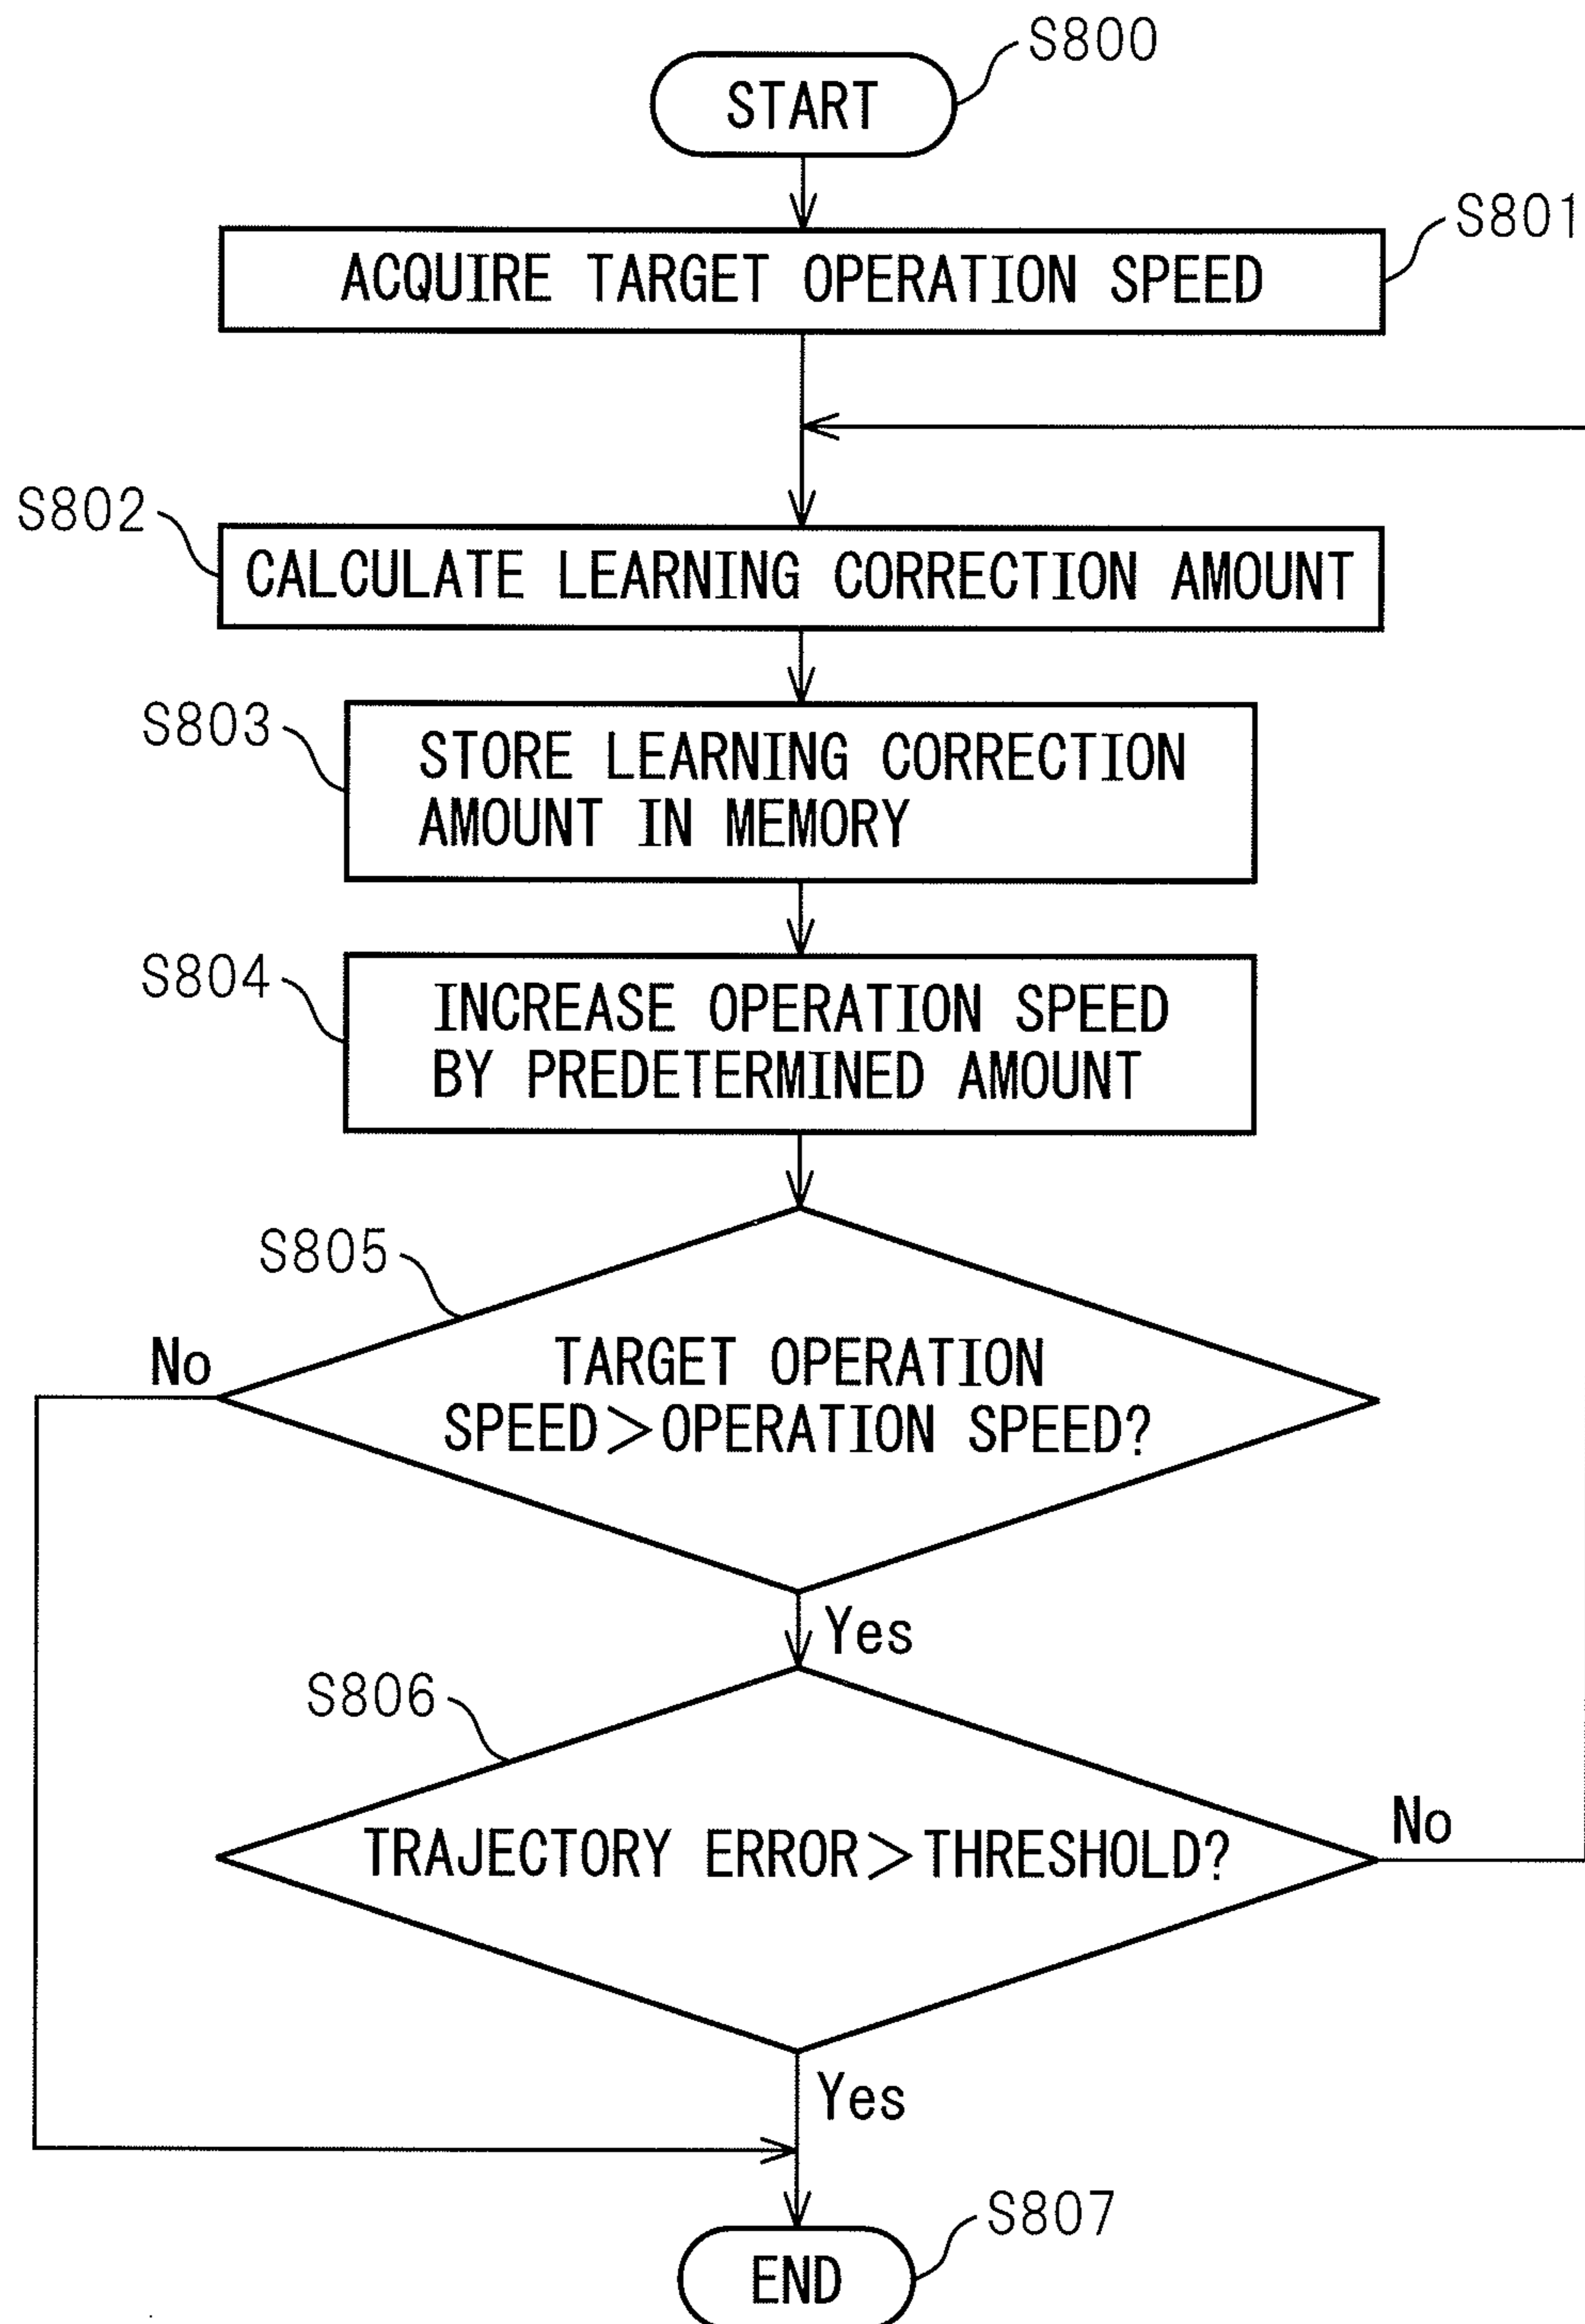 S800
START
S801
ACQUIRE TARGET OPERATION SPEED
S802
CALCULATE LEARNING CORRECTION AMOUNT
S803
STORE LEARNING CORRECTION
AMOUNT IN MEMORY
S804
INCREASE OPERATION SPEED
BY PREDETERMINED AMOUNT
S805
No
TARGET OPERATION
SPEED>OPERATION SPEED?
Yes
S806
TRAJECTORY ERROR>THRESHOLD?
No
Yes
S807
END